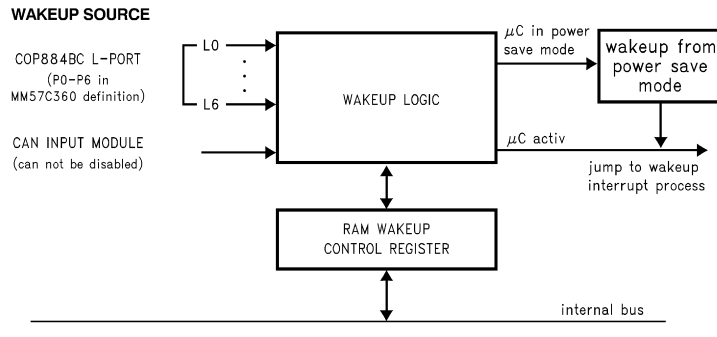 WAKEUP SOURCE
COP884BC L-PORT
(P0-P6 in
MM57C360 definition)
L0
L6
CAN INPUT MODULE
(can not be disabled)
WAKEUP LOGIC
μC in power
save mode
wakeup from
power save
mode
μC activ
jump to wakeup
interrupt process
RAM WAKEUP
CONTROL REGISTER
internal bus